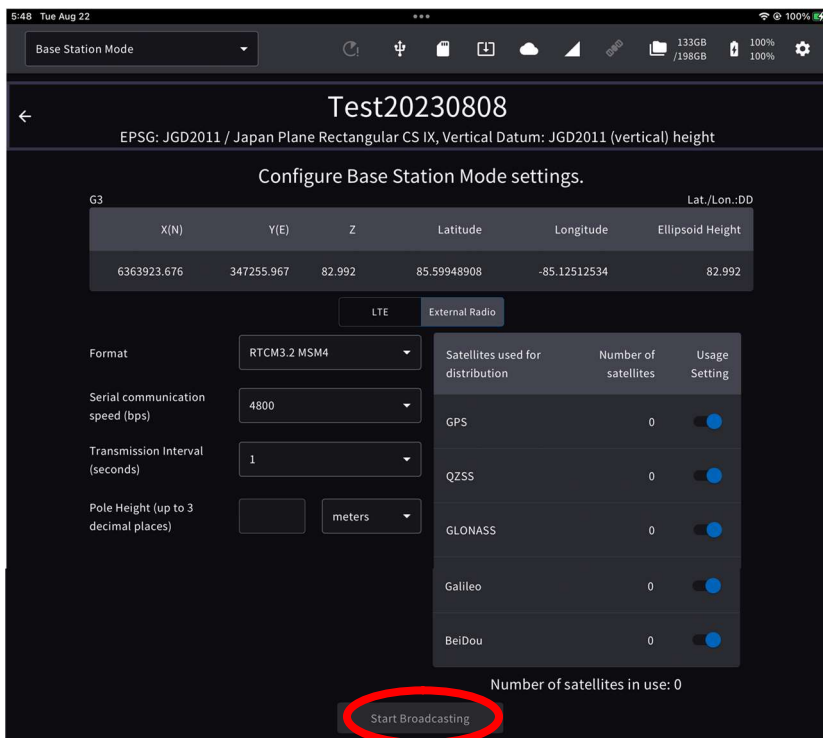 5:48 Tue Aug 22
100%
Base Station Mode
133GB
/198GB
100%
100%
Test20230808
EPSG: JGD2011 / Japan Plane Rectangular CS IX, Vertical Datum: JGD2011 (vertical) height
Configure Base Station Mode settings.
G3
Lat./Lon.:DD
X(N) Y(E) Z Latitude Longitude Ellipsoid Height
6363923.676 347255.967 82.992 85.59948908 -85.12512534 82.992
LTE External Radio
Format
RTCM3.2 MSM4
Serial communication
speed (bps)
4800
Transmission Interval
(seconds)
1
Pole Height (up to 3
decimal places)
meters
Satellites used for
distribution
Number of
satellites
Usage
Setting
GPS 0
QZSS 0
GLONASS 0
Galileo 0
BeiDou 0
Number of satellites in use: 0
Start Broadcasting